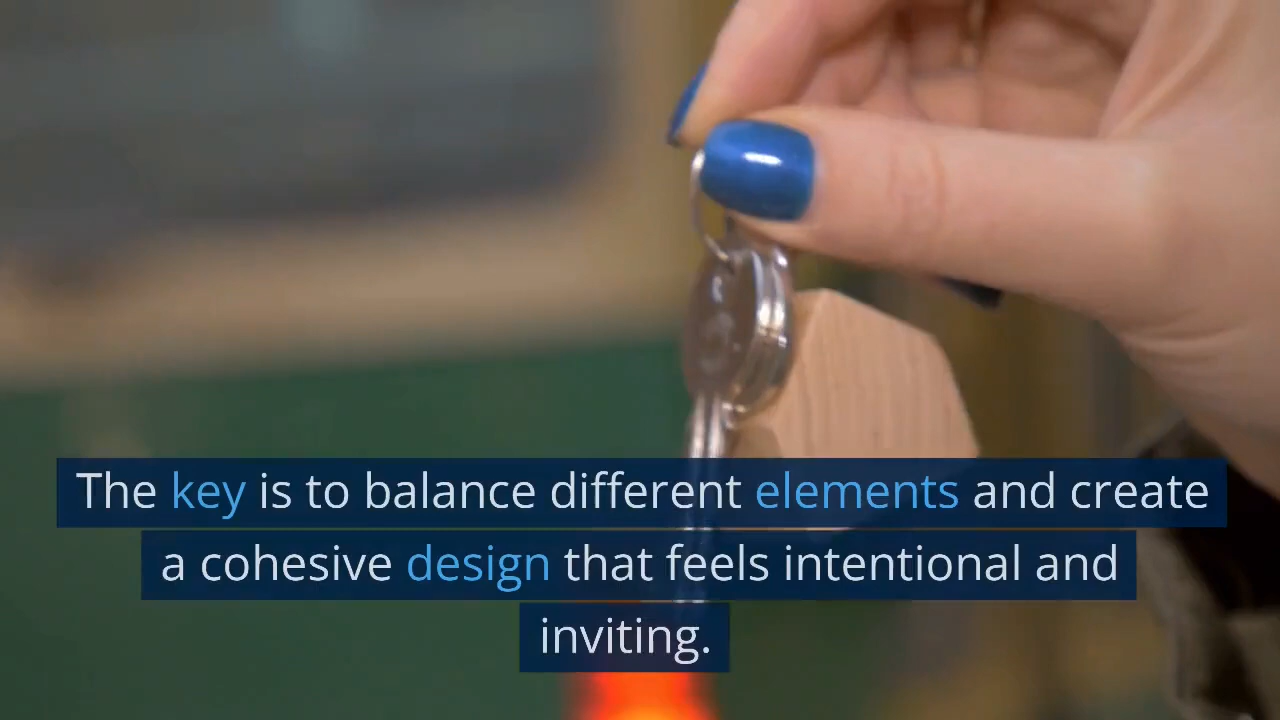 The key is to balance different elements and create
a cohesive design that feels intentional and
inviting.